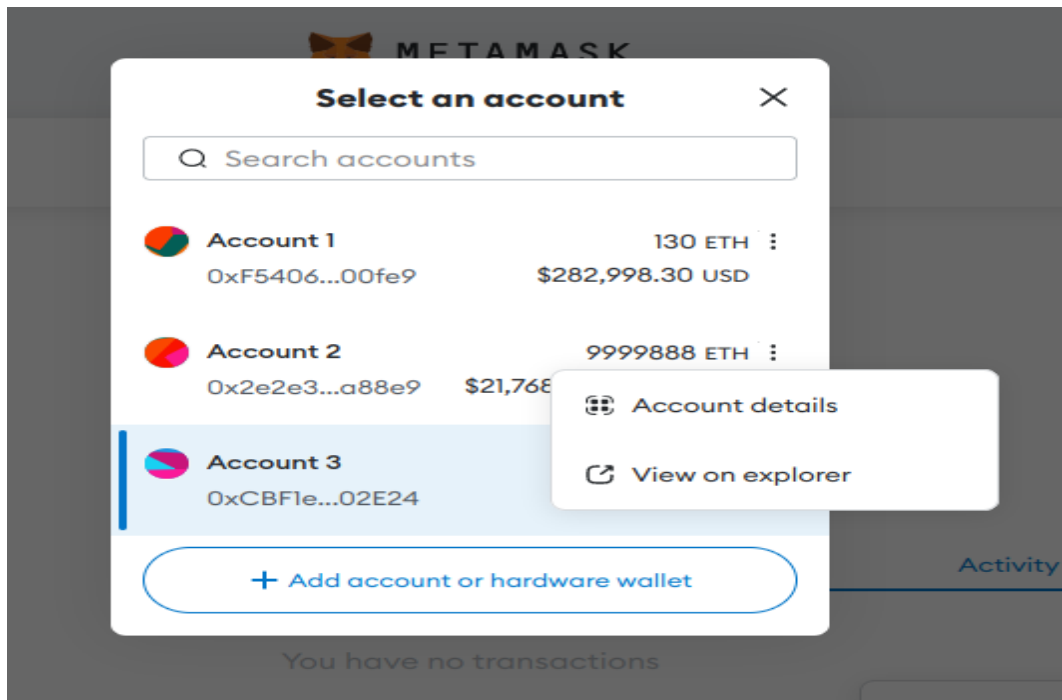 METAMASK
Select an account
Search accounts
Account 1
130 ETH
0xF5406...00fe9
$282,998.30 USD
Account 2
9999888 ETH
0x2e2e3...a88e9
$21,768
Account details
Account 3
View on explorer
0xCBF1e...02E24
Activity
+ Add account or hardware wallet
You have no transactions